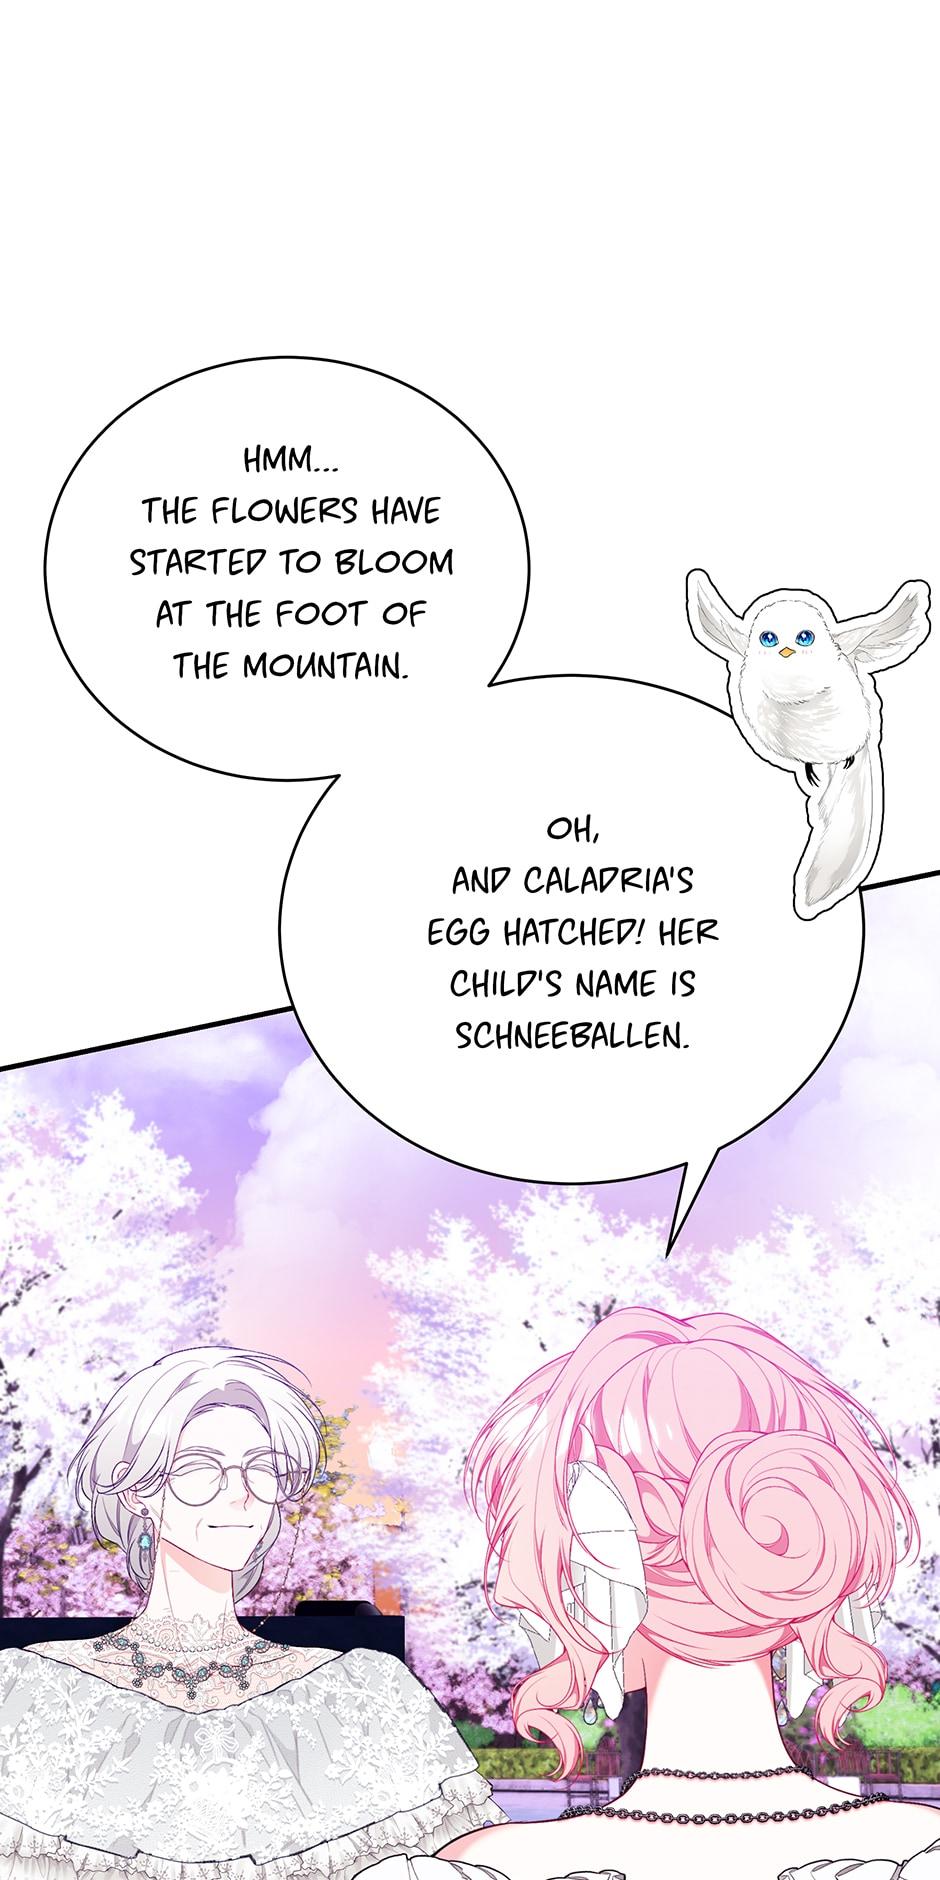 HMM...
THE FLOWERS HAVE
STARTED TO BLOOM
AT THE FOOT OF
THE MOUNTAIN.
OH,
AND CALADRIA'S
EGG HATCHED! HER
CHILD'S NAME IS
SCHNEEBALLEN.